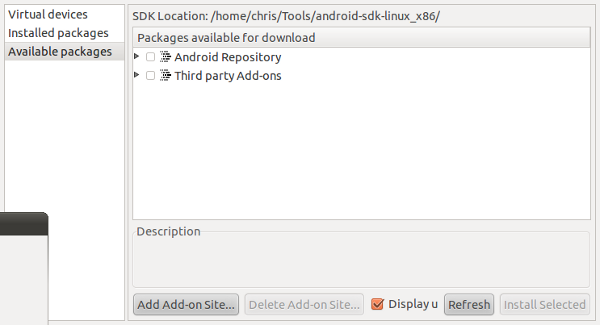 Virtual devices
Installed packages
Available packages
SDK Location: /home/chris/Tools/android-sdk-linux_x86/
Packages available for download
Android Repository
Third party Add-ons
Description
Add Add-on Site...
Delete Add-on Site...
Display u
Refresh
Install Selected